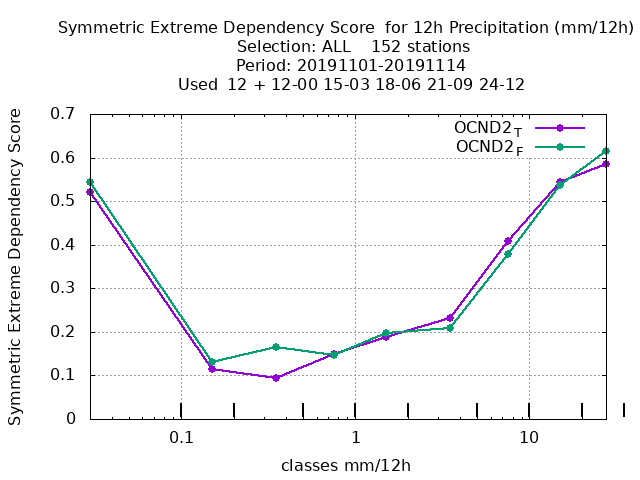 Symmetric Extreme Dependency Score  for 12h Precipitation (mm/12h)
Selection: ALL    152 stations
Period: 20191101-20191114
Used  12 + 12-00 15-03 18-06 21-09 24-12
OCND2T
OCND2F
0.7
0.6
0.5
0.4
0.3
0.2
0.1
0
Symmetric Extreme Dependency Score
0.1 1 10
classes mm/12h